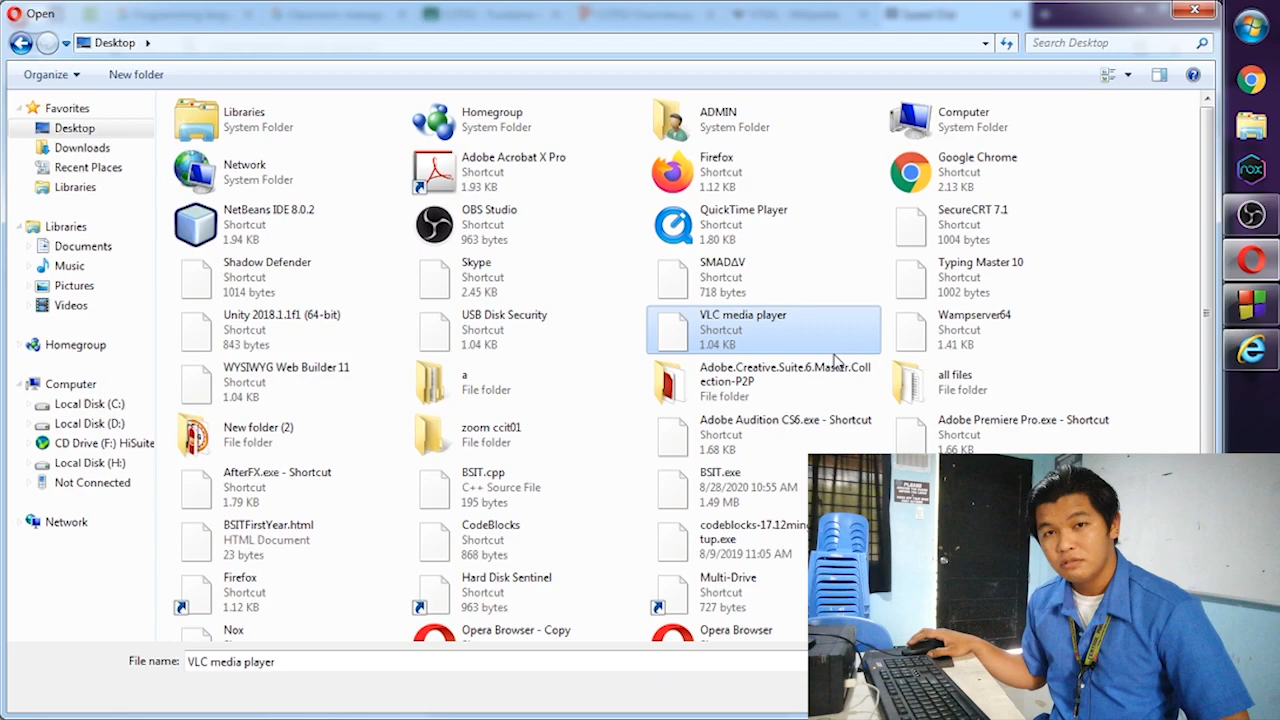 Open
Desktop
Search Desktop
Organize
New folder
Favorites
Desktop
Downloads
Recent Places
Libraries
Libraries
Documents
Music
Pictures
Videos
Homegroup
Computer
Local Disk (C:)
Local Disk (D:)
CD Drive (F:) HiSuite
Local Disk (H:)
Not Connected
Network
Libraries
System Folder
Homegroup
System Folder
ADMIN
System Folder
Computer
System Folder
Network
System Folder
Adobe Acrobat X Pro
Shortcut
1.93 KB
Firefox
Shortcut
1.12 KB
Google Chrome
Shortcut
2.13 KB
NetBeans IDE 8.0.2
Shortcut
1.94 KB
OBS Studio
Shortcut
963 bytes
QuickTime Player
Shortcut
1.80 KB
SecureCRT 7.1
Shortcut
1004 bytes
Shadow Defender
Shortcut
1014 bytes
Skype
Shortcut
2.45 KB
SMADΔV
Shortcut
718 bytes
Typing Master 10
Shortcut
1002 bytes
Unity 2018.1.1f1 (64-bit)
Shortcut
843 bytes
USB Disk Security
Shortcut
1.04 KB
VLC media player
Shortcut
1.04 KB
Wampserver64
Shortcut
1.41 KB
WYSIWYG Web Builder 11
Shortcut
1.04 KB
a
File folder
Adobe.Creative.Suite.6.Master.Coll
ection-P2P
File folder
all files
File folder
New folder (2)
File folder
zoom ccit01
File folder
Adobe Audition CS6.exe - Shortcut
Shortcut
1.68 KB
Adobe Premiere Pro.exe - Shortcut
Shortcut
1.66 KB
AfterFX.exe - Shortcut
Shortcut
1.79 KB
BSIT.cpp
C++ Source File
195 bytes
BSIT.exe
8/28/2020 10:55 AM
1.49 MB
BSITFirstYear.html
HTML Document
23 bytes
CodeBlocks
Shortcut
868 bytes
codeblocks-17.12min
tup.exe
8/9/2019 11:05 AM
Firefox
Shortcut
1.12 KB
Hard Disk Sentinel
Shortcut
963 bytes
Multi-Drive
Shortcut
727 bytes
Nox
Opera Browser - Copy
Opera Browser
File name:
VLC media player
nox
PLEASE